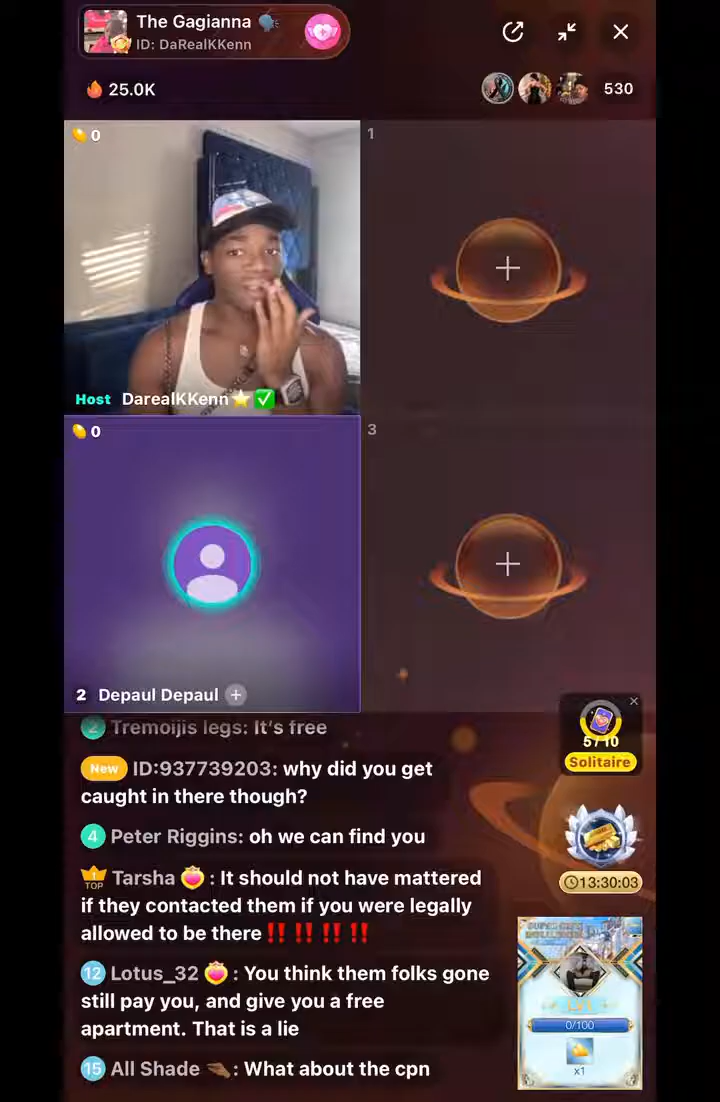 The Gagianna 🗣️
ID: DaRealKKenn
🔥 25.0K
530
0
1
Host DarealKKenn⭐✅
0
3
2 Depaul Depaul +
2 Tremoijis legs: It's free
New ID:937739203: why did you get
caught in there though?
4 Peter Riggins: oh we can find you
TOP Tarsha 🍑 : It should not have mattered
if they contacted them if you were legally
allowed to be there‼️‼️‼️‼️
12 Lotus_32 🍑 : You think them folks gone
still pay you, and give you a free
apartment. That is a lie
15 All Shade : What about the cpn
5/10
Solitaire
13:30:03
0/100
x1